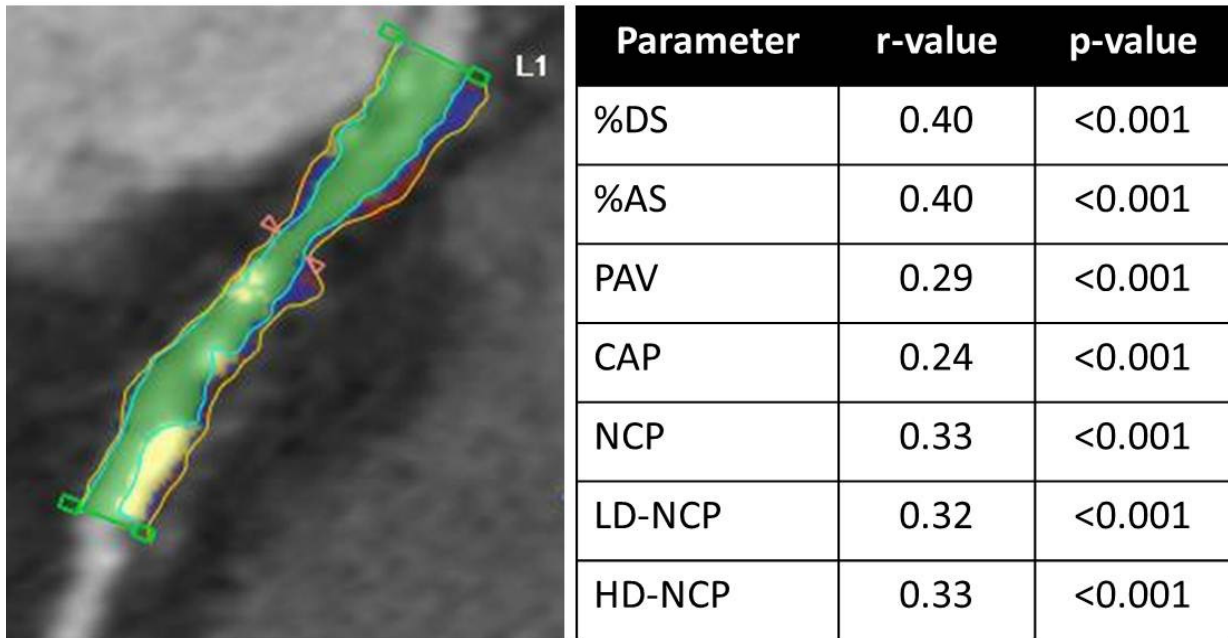 L1
Parameter r-value p-value
%DS 0.40 <0.001
%AS 0.40 <0.001
PAV 0.29 <0.001
CAP 0.24 <0.001
NCP 0.33 <0.001
LD-NCP 0.32 <0.001
HD-NCP 0.33 <0.001